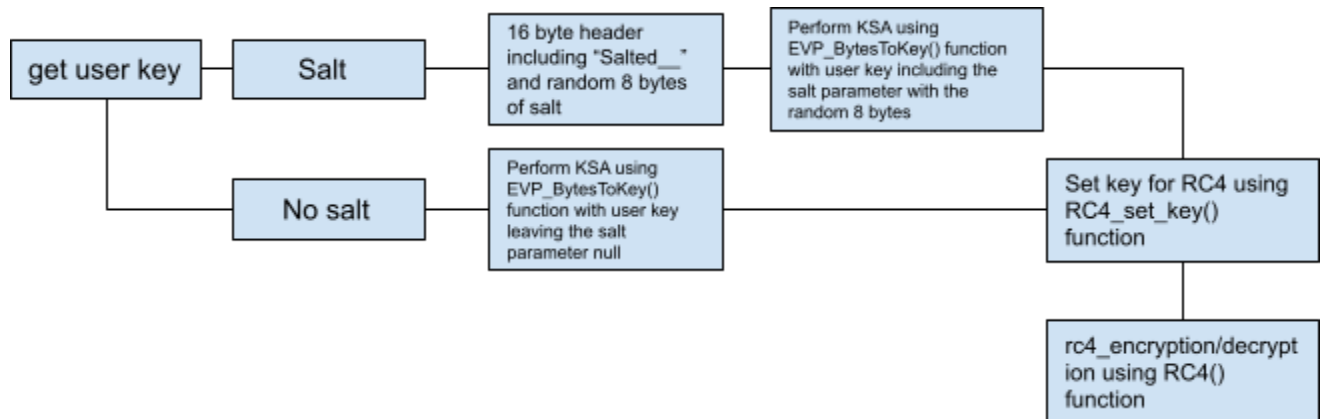 get user key
Salt
16 byte header
including "Salted__"
and random 8 bytes
of salt
Perform KSA using
EVP_BytesToKey() function
with user key including the
salt parameter with the
random 8 bytes
No salt
Perform KSA using
EVP_BytesToKey()
function with user key
leaving the salt
parameter null
Set key for RC4 using
RC4_set_key()
function
rc4_encryption/decrypt
ion using RC4()
function